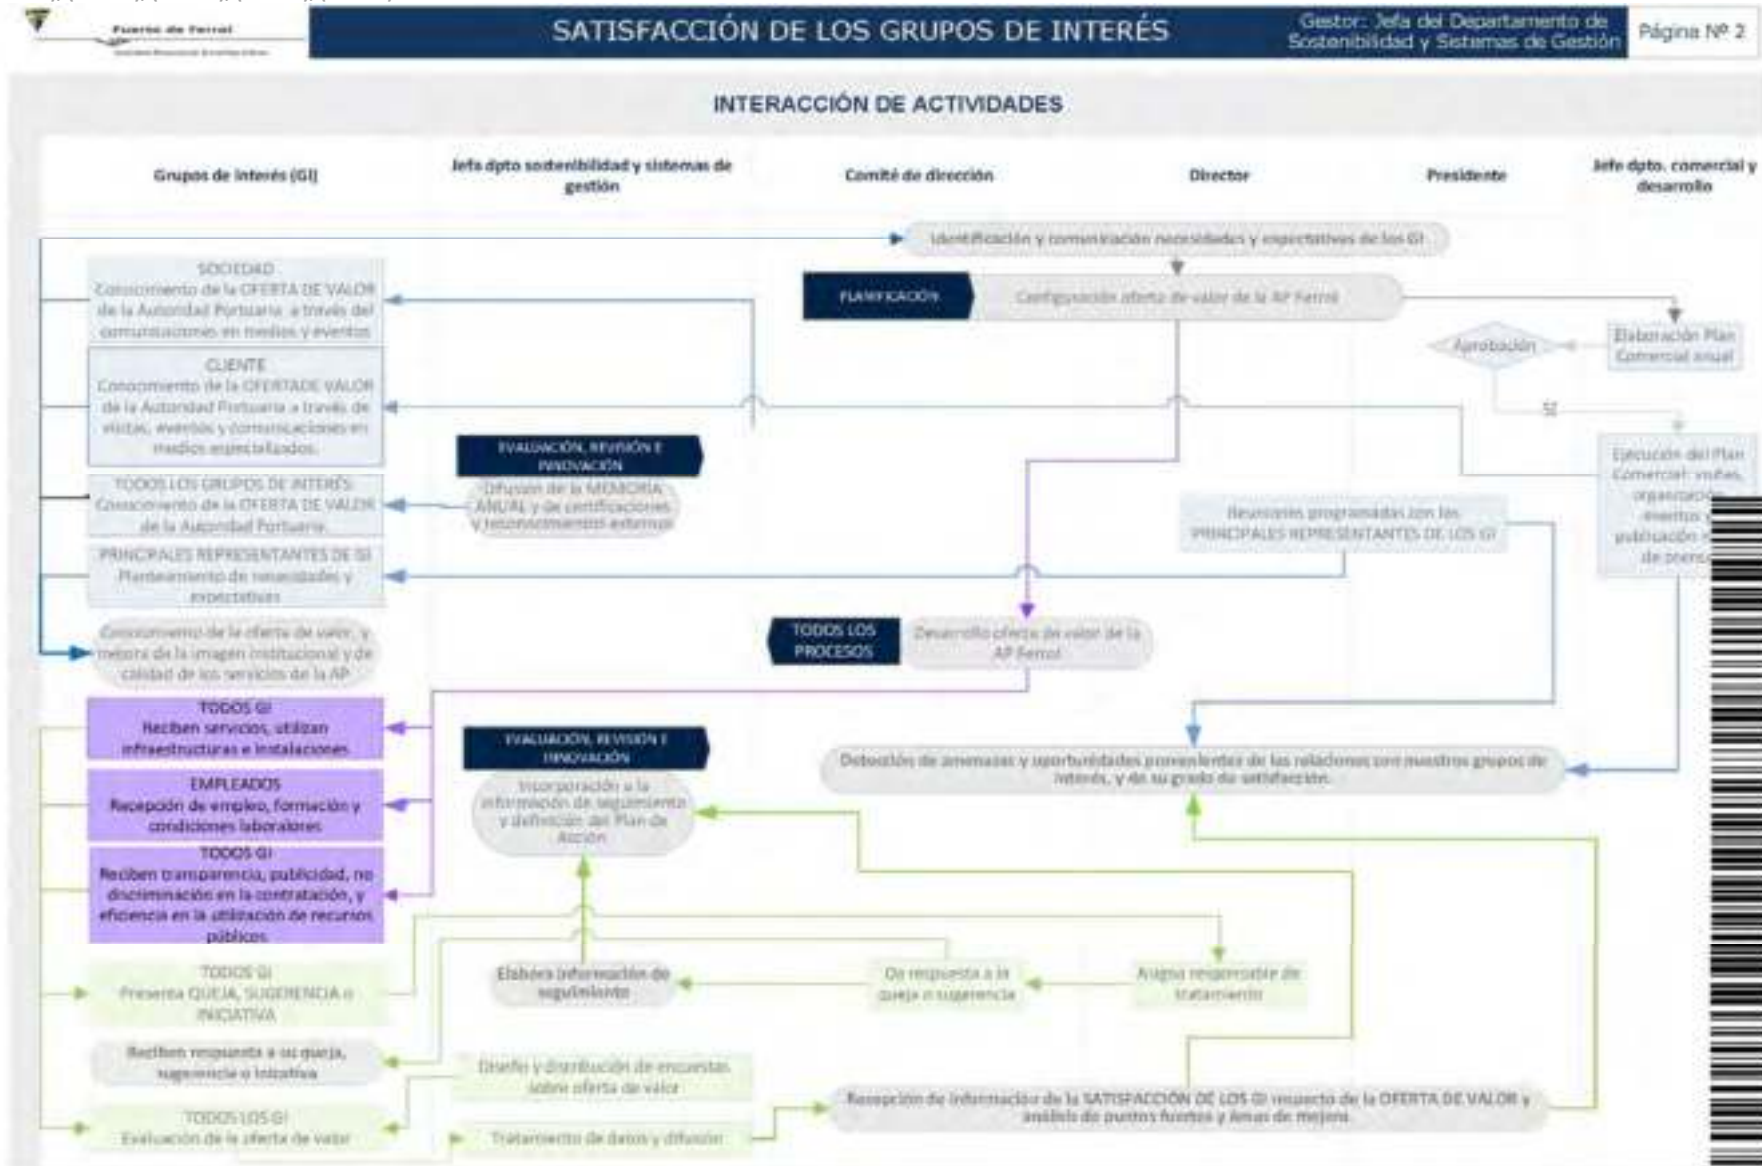 Puerto de Ferrol
SATISFACCIÓN DE LOS GRUPOS DE INTERÉS
Gestor: Jefa del Departamento de
Sostenibilidad y Sistemas de Gestión
Página Nº 2
INTERACCIÓN DE ACTIVIDADES
Grupos de interés (GI)
Jefa dpto sostenibilidad y sistemas de
gestión
Comité de dirección
Director
Presidente
Jefe dpto. comercial y
desarrollo
Identificación y comunicación necesidades y expectativas de los GI
SOCIEDAD
Conocimiento de la OFERTA DE VALOR
de la Autoridad Portuaria a través del
comunicaciones en medios y eventos
PLANIFICACIÓN
Configuración oferta de valor de la AP Ferrol
Aprobación
Elaboración Plan
Comercial anual
SI
CLIENTE
Conocimiento de la OFERTADE VALOR
de la Autoridad Portuaria a través de
visitas, eventos y comunicaciones en
medios especializados.
EVALUACIÓN, REVISIÓN E
INNOVACIÓN
Difusión de la MEMORIA
ANUAL y de certificaciones
y reconocimientos externos
Ejecución del Plan
Comercial: visitas,
organización
eventos y
publicación
de prensa
TODOS LOS GRUPOS DE INTERÉS
Conocimiento de la OFERTA DE VALOR
de la Autoridad Portuaria.
Reuniones programadas con los
PRINCIPALES REPRESENTANTES DE LOS GI
PRINCIPALES REPRESENTANTES DE GI
Planteamiento de necesidades y
expectativas
Conocimiento de la oferta de valor, y
mejora de la imagen institucional y de
calidad de los servicios de la AP
TODOS LOS
PROCESOS
Desarrollo oferta de valor de la
AP Ferrol
TODOS GI
Reciben servicios, utilizan
infraestructuras e instalaciones
EVALUACIÓN, REVISIÓN E
INNOVACIÓN
Incorporación a la
información de seguimiento
y definición del Plan de
Acción
Detección de amenazas y oportunidades provenientes de las relaciones con nuestros grupos de
interés, y de su grado de satisfacción.
EMPLEADOS
Recepción de empleo, formación y
condiciones laborales
TODOS GI
Reciben transparencia, publicidad, no
discriminación en la contratación, y
eficiencia en la utilización de recursos
públicos
TODOS GI
Presenta QUEJA, SUGERENCIA o
INICIATIVA
Elabora información de
seguimiento
Da respuesta a la
queja o sugerencia
Asigna responsable de
tratamiento
Reciben respuesta a su queja,
sugerencia o iniciativa
Diseño y distribución de encuestas
sobre oferta de valor
TODOS LOS GI
Evaluación de la oferta de valor
Tratamiento de datos y difusión
Recepción de información de la SATISFACCIÓN DE LOS GI respecto de la OFERTA DE VALOR y
análisis de puntos fuertes y áreas de mejora